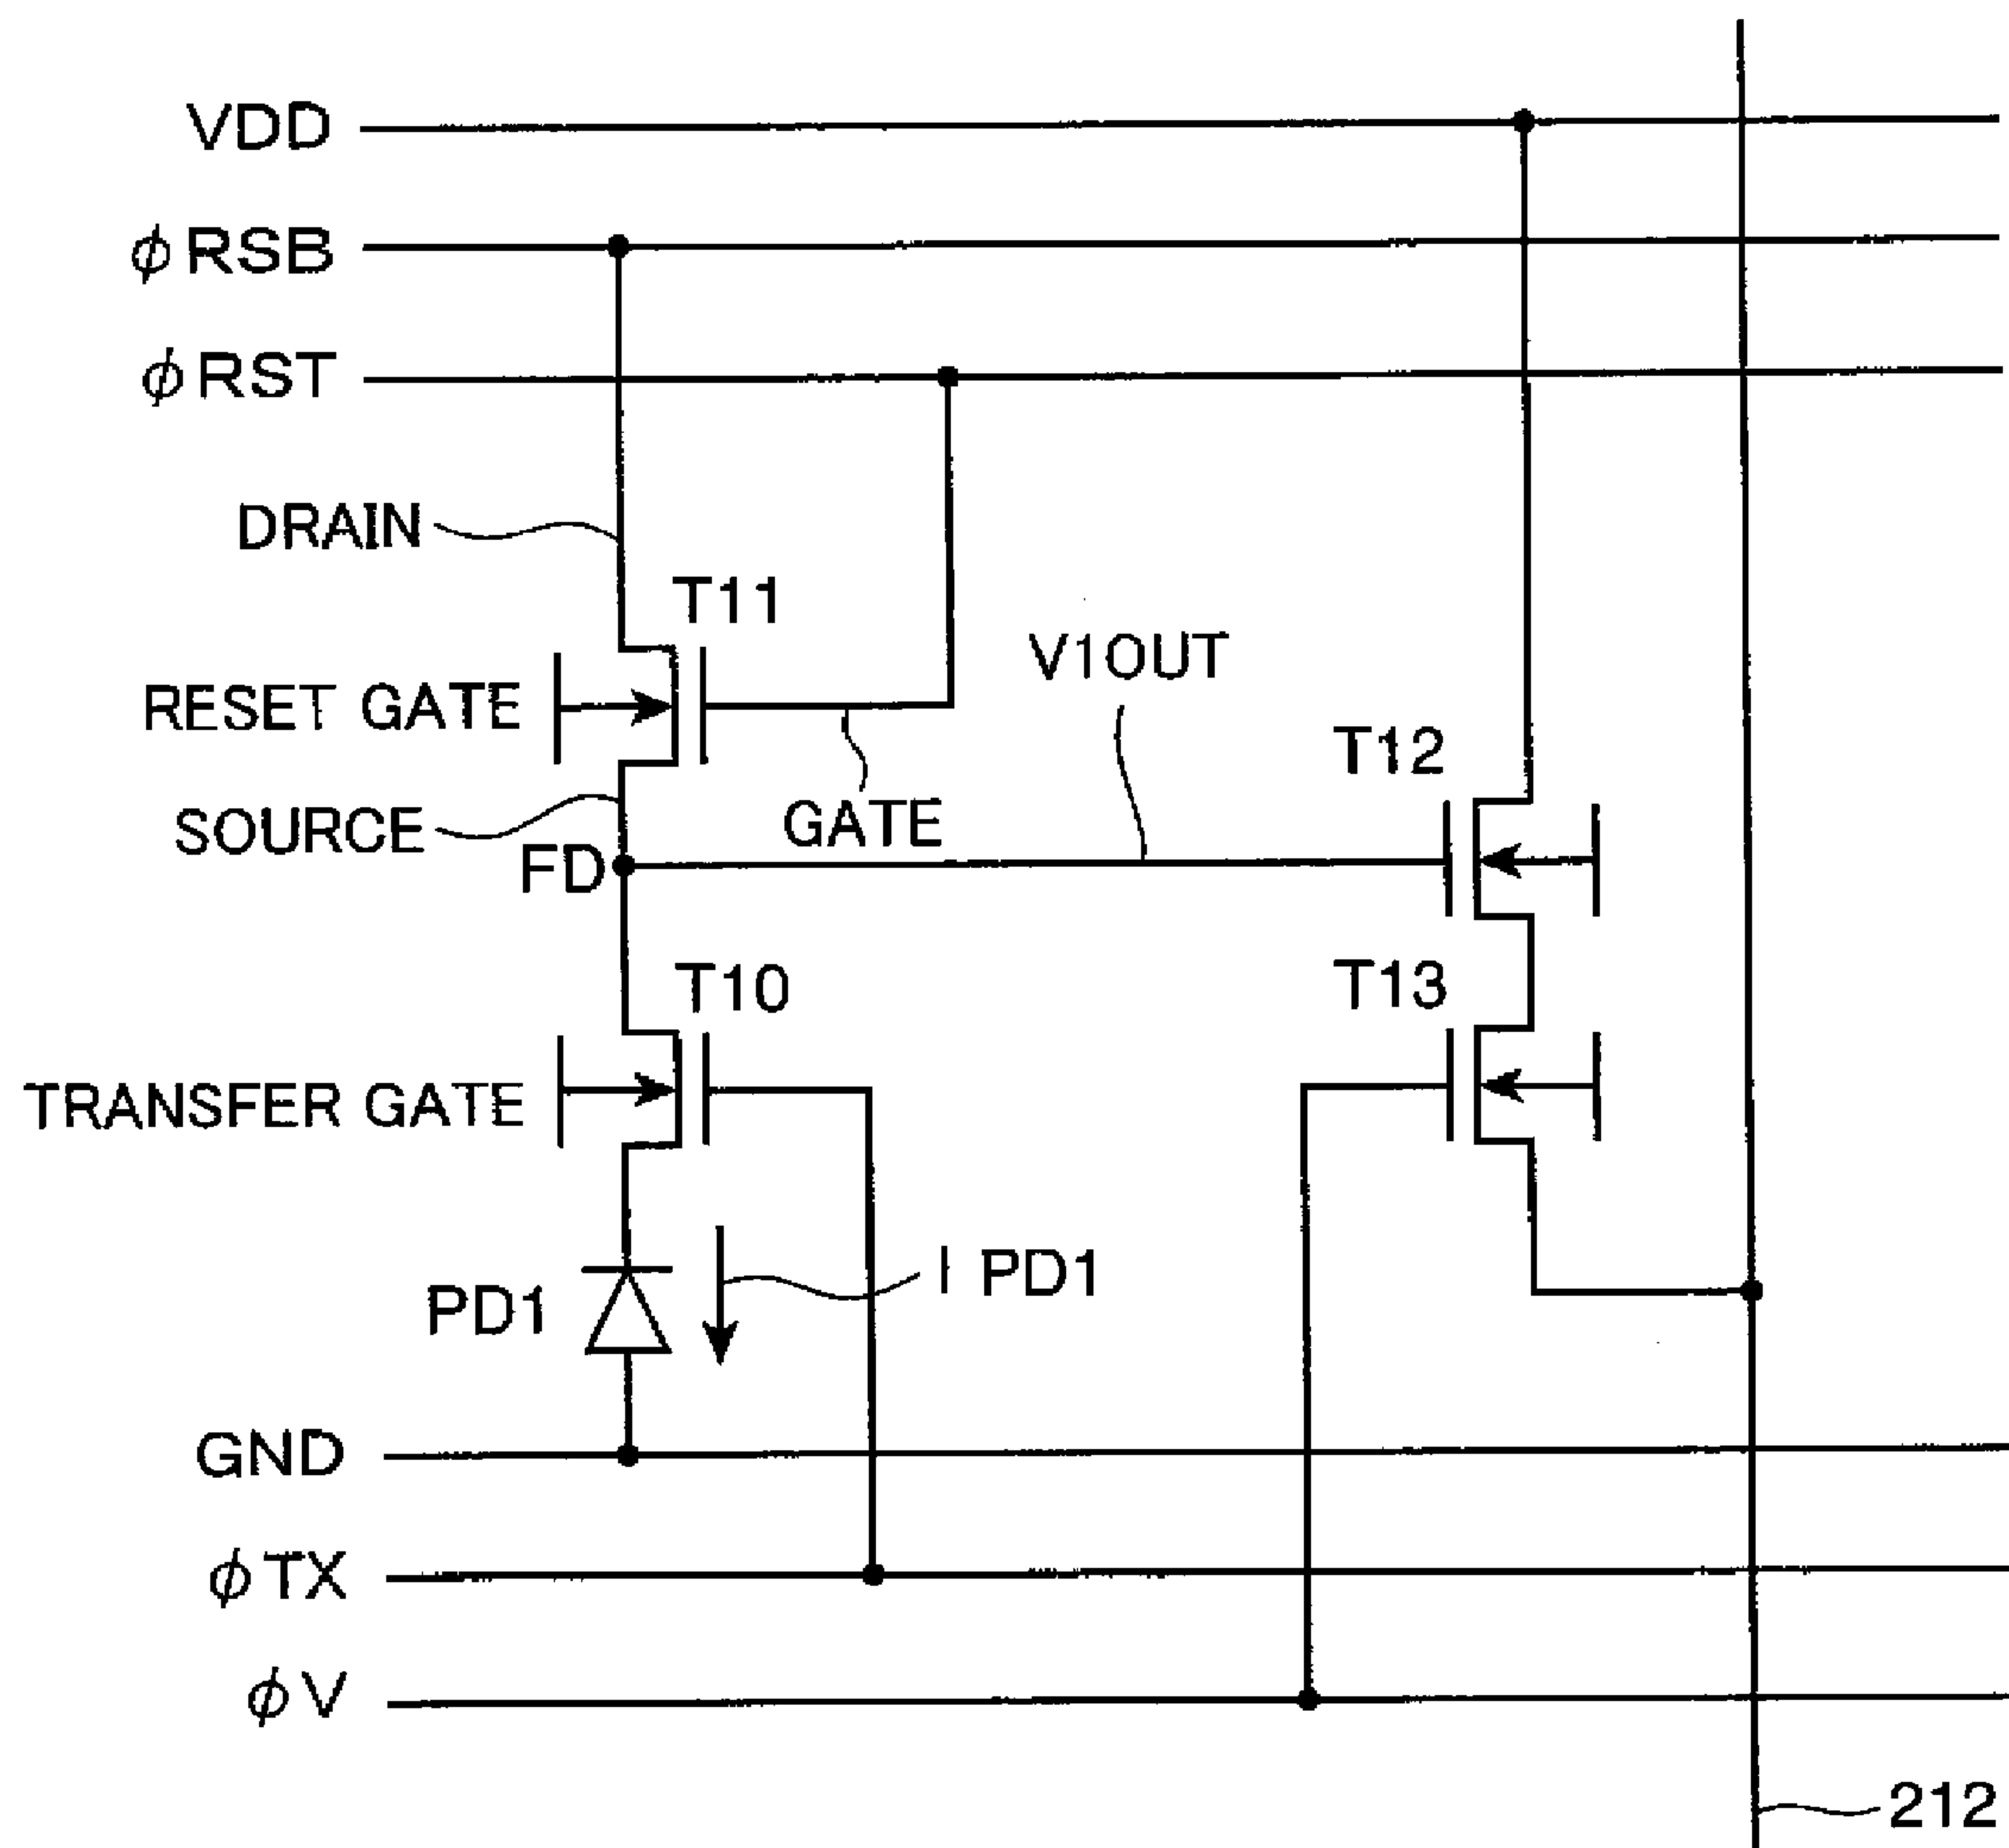 VDD
ϕRSB
ϕRST
DRAIN
T11
V1OUT
RESET GATE
T12
SOURCE
GATE
FD
T10
T13
TRANSFER GATE
PD1
I PD1
GND
ϕTX
ϕV
212